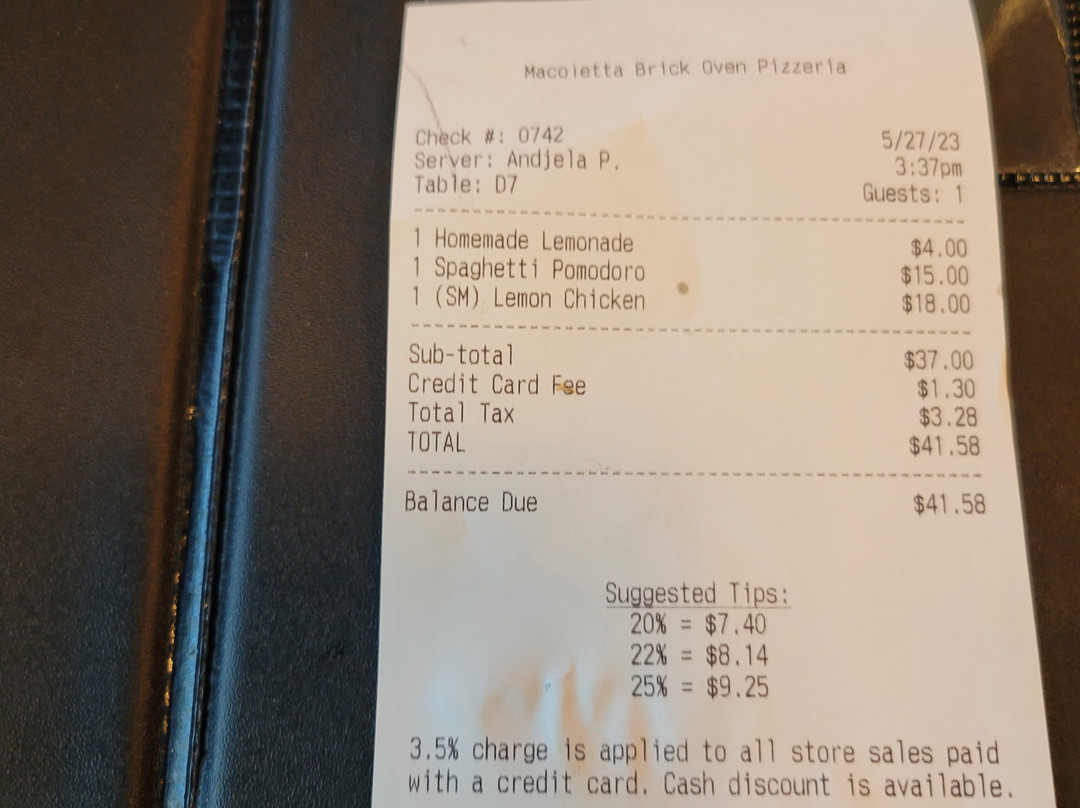 Macoletta Brick Oven Pizzeria
Check #: 0742 5/27/23
Server: Andjela P. 3:37pm
Table: D7 Guests: 1
1 Homemade Lemonade $4.00
1 Spaghetti Pomodoro $15.00
1 (SM) Lemon Chicken $18.00
Sub-total $37.00
Credit Card Fee $1.30
Total Tax $3.28
TOTAL $41.58
Balance Due $41.58
Suggested Tips:
20% = $7.40
22% = $8.14
25% = $9.25
3.5% charge is applied to all store sales paid
with a credit card. Cash discount is available.